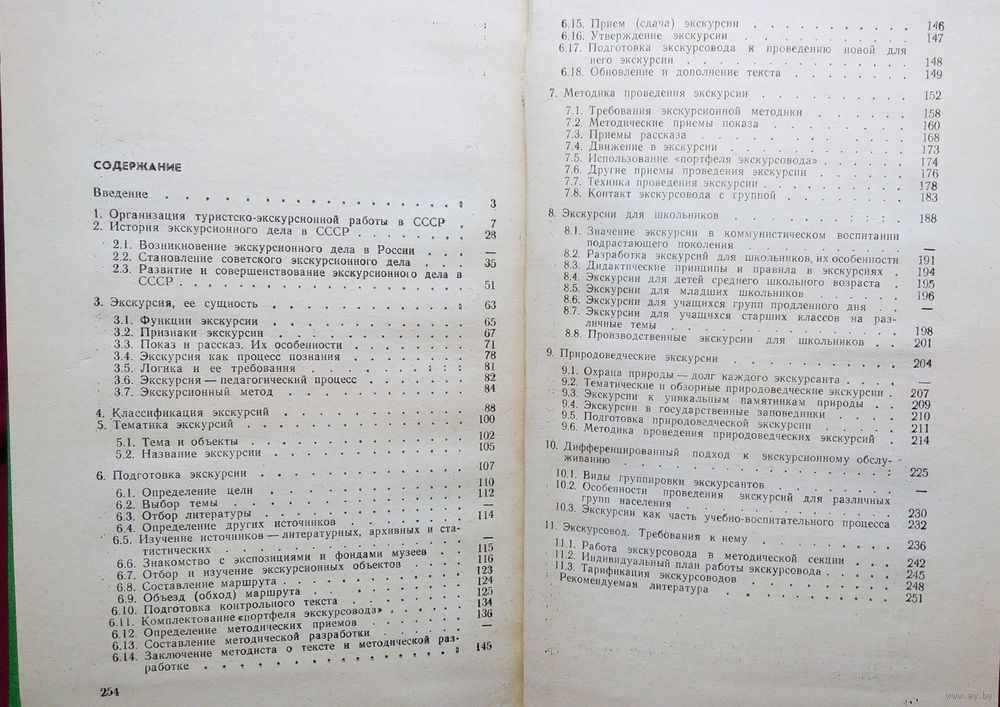 СОДЕРЖАНИЕ
Введение . . . . . . . . . . . . . . . 3
1. Организация туристско-экскурсионной работы в СССР . 7
2. История экскурсионного дела в СССР . . . . . . . 28
2.1. Возникновение экскурсионного дела в России . . . —
2.2. Становление советского экскурсионного дела . . . 35
2.3. Развитие и совершенствование экскурсионного дела в
СССР . . . . . . . . . . . . . . . 51
3. Экскурсия, ее сущность . . . . . . . . . . . 63
3.1. Функции экскурсии . . . . . . . . . . . 65
3.2. Признаки экскурсии . . . . . . . . . . . 67
3.3. Показ и рассказ. Их особенности . . . . . . . 71
3.4. Экскурсия как процесс познания . . . . . . . 78
3.5. Логика и ее требования . . . . . . . . . 81
3.6. Экскурсия — педагогический процесс . . . . . . 82
3.7. Экскурсионный метод . . . . . . . . . . 84
4. Классификация экскурсий . . . . . . . . . . 88
5. Тематика экскурсий . . . . . . . . . . . . 100
5.1. Тема и объекты . . . . . . . . . . . . 102
5.2. Название экскурсии . . . . . . . . . . . 105
6. Подготовка экскурсии . . . . . . . . . . . 107
6.1. Определение цели . . . . . . . . . . . 110
6.2. Выбор темы . . . . . . . . . . . . . 112
6.3. Отбор литературы . . . . . . . . . . . —
6.4. Определение других источников . . . . . . . 114
6.5. Изучение источников — литературных, архивных и ста-
тистических . . . . . . . . . . . . . —
6.6. Знакомство с экспозициями и фондами музеев . . 115
6.7. Отбор и изучение экскурсионных объектов . . . . 116
6.8. Составление маршрута . . . . . . . . . . 123
6.9. Объезд (обход) маршрута . . . . . . . . . 124
6.10. Подготовка контрольного текста . . . . . . . 125
6.11. Комплектование «портфеля экскурсовода» . . . . 134
6.12. Определение методических приемов . . . . . . 136
6.13. Составление методической разработки . . . . . —
6.14. Заключение методиста о тексте и методической раз-
работке . . . . . . . . . . . . . . 145
254
6.15. Прием (сдача) экскурсии . . . . . . . . . 146
6.16. Утверждение экскурсии . . . . . . . . . . 147
6.17. Подготовка экскурсовода к проведению новой для
него экскурсии . . . . . . . . . . . . 148
6.18. Обновление и дополнение текста . . . . . . . 149
7. Методика проведения экскурсии . . . . . . . . 152
7.1. Требования экскурсионной методики . . . . . . 158
7.2. Методические приемы показа . . . . . . . . 160
7.3. Приемы рассказа . . . . . . . . . . . . 168
7.4. Движение в экскурсии . . . . . . . . . . 173
7.5. Использование «портфеля экскурсовода» . . . . . 174
7.6. Другие приемы проведения экскурсии . . . . . . 176
7.7. Техника проведения экскурсии . . . . . . . . 178
7.8. Контакт экскурсовода с группой . . . . . . . 183
8. Экскурсии для школьников . . . . . . . . . 188
8.1. Значение экскурсии в коммунистическом воспитании
подрастающего поколения . . . . . . . . . —
8.2. Разработка экскурсий для школьников, их особенности 191
8.3. Дидактические принципы и правила в экскурсиях . 194
8.4. Экскурсии для детей среднего школьного возраста . 195
8.5. Экскурсии для младших школьников . . . . . . 196
8.6. Экскурсии для учащихся групп продленного дня . . —
8.7. Экскурсии для учащихся старших классов на раз-
личные темы . . . . . . . . . . . . . 198
8.8. Производственные экскурсии для школьников . . . 201
9. Природоведческие экскурсии . . . . . . . . . 204
9.1. Охрана природы — долг каждого экскурсанта . . . —
9.2. Тематические и обзорные природоведческие экскурсии . 207
9.3. Экскурсии к уникальным памятникам природы . . 209
9.4. Экскурсии в государственные заповедники . . . . 210
9.5. Подготовка природоведческой экскурсии . . . . . 211
9.6. Методика проведения природоведческих экскурсий . 214
10. Дифференцированный подход к экскурсионному обслу-
живанию . . . . . . . . . . . . . . . 225
10.1. Виды группировки экскурсантов . . . . . . . —
10.2. Особенности проведения экскурсий для различных
групп населения . . . . . . . . . . . . 230
10.3. Экскурсии как часть учебно-воспитательного процесса 232
11. Экскурсовод. Требования к нему . . . . . . . . 236
11.1. Работа экскурсовода в методической секции . . . 242
11.2. Индивидуальный план работы экскурсовода . . . . 245
11.3. Тарификация экскурсоводов . . . . . . . . 248
Рекомендуемая литература . . . . . . . . . . 251
www.ay.by